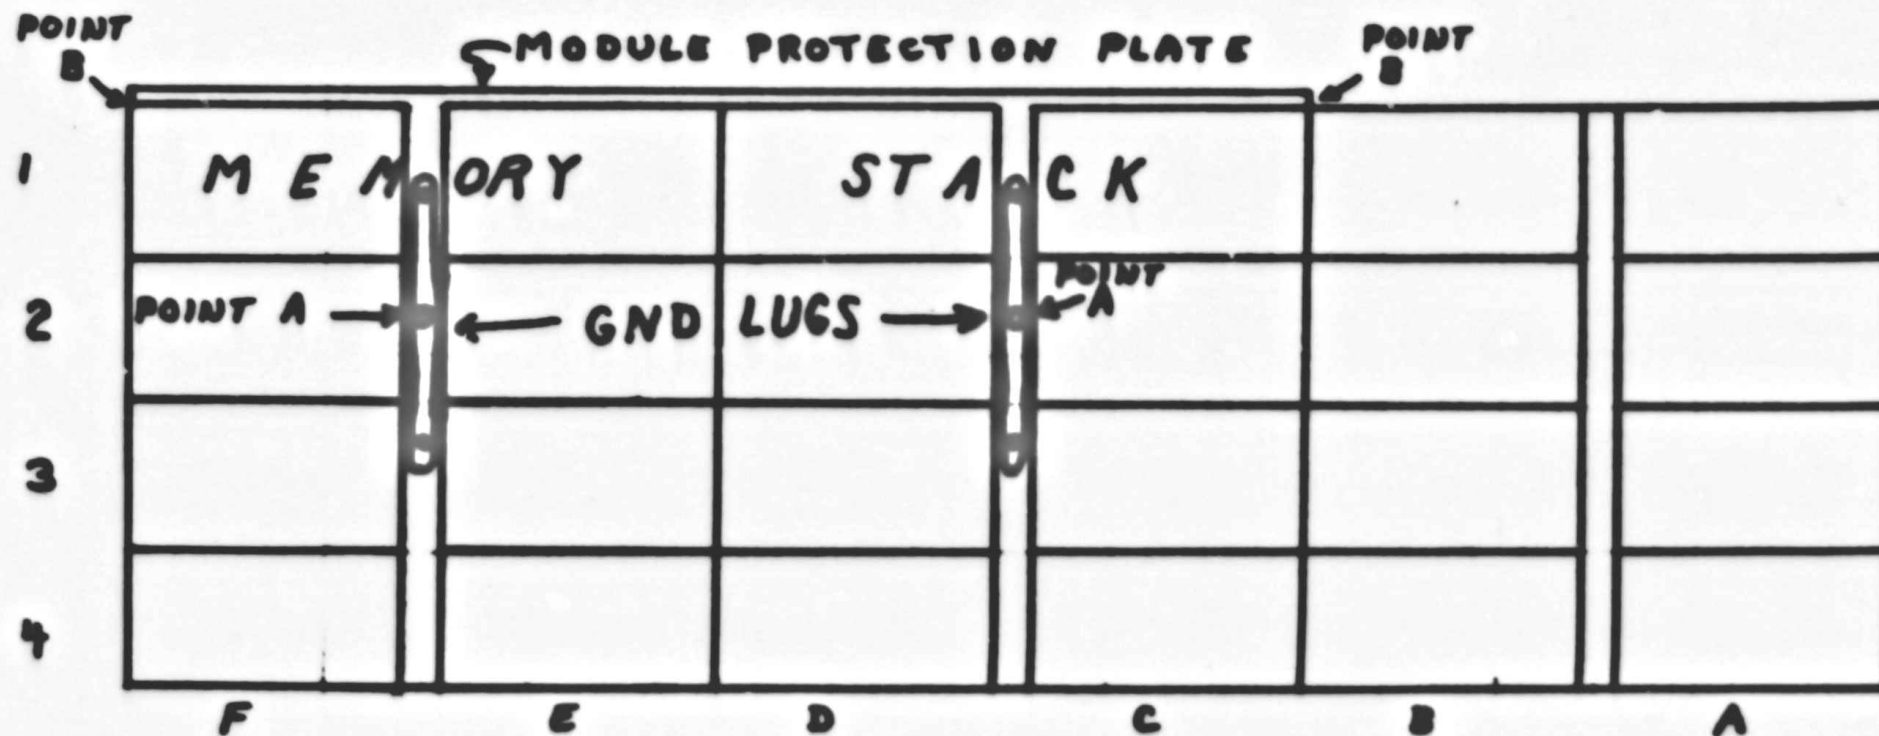 POINT B
MODULE PROTECTION PLATE
POINT B
1
MEMORY STACK
2
POINT A
GND LUGS
POINT A
3
4
F E D C B A